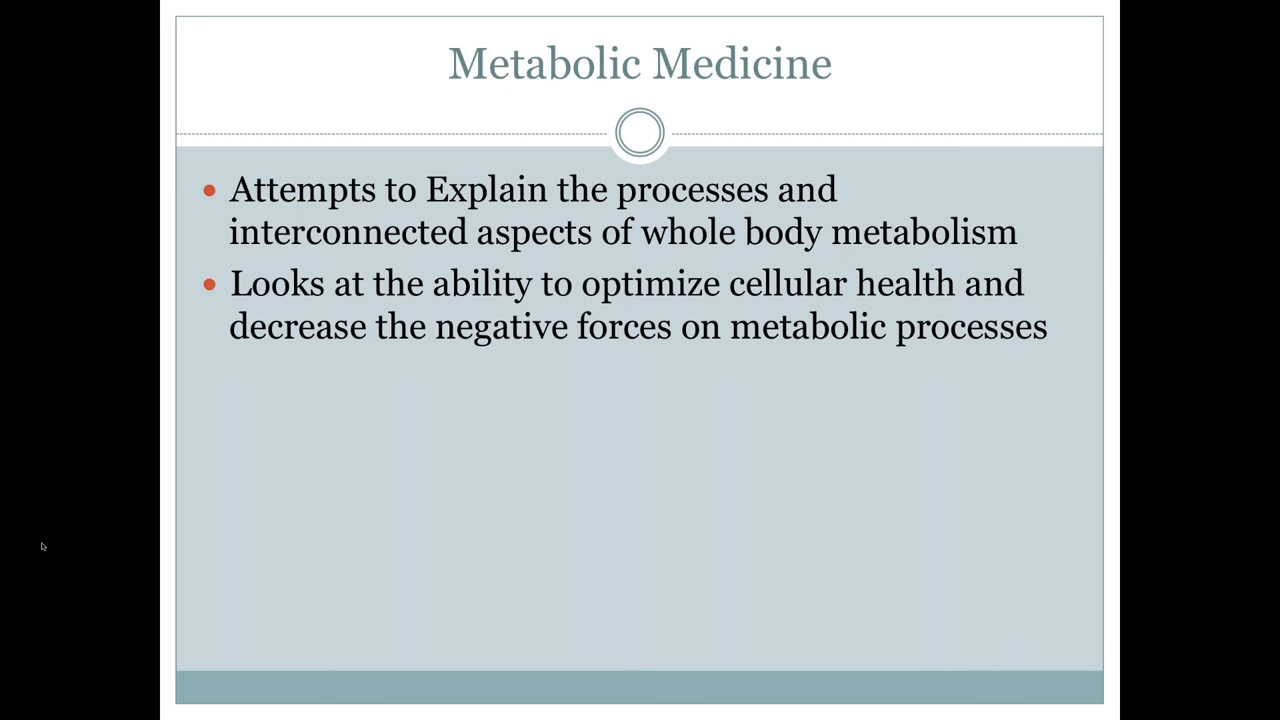 Metabolic Medicine
• Attempts to Explain the processes and
interconnected aspects of whole body metabolism
• Looks at the ability to optimize cellular health and
decrease the negative forces on metabolic processes